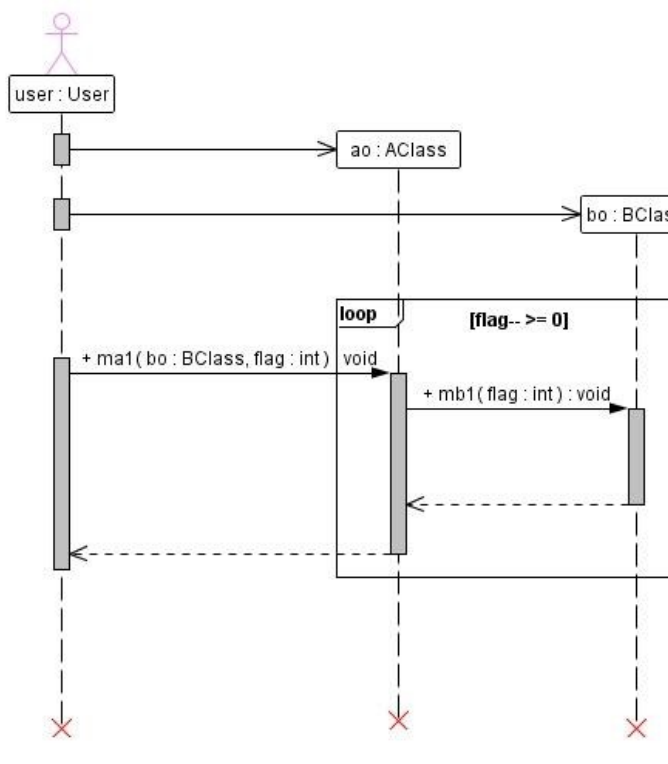 user : User
ao : AClass
bo : BClas
loop
[flag-- >= 0]
+ ma1( bo : BClass, flag : int ) : void
+ mb1( flag : int ) : void